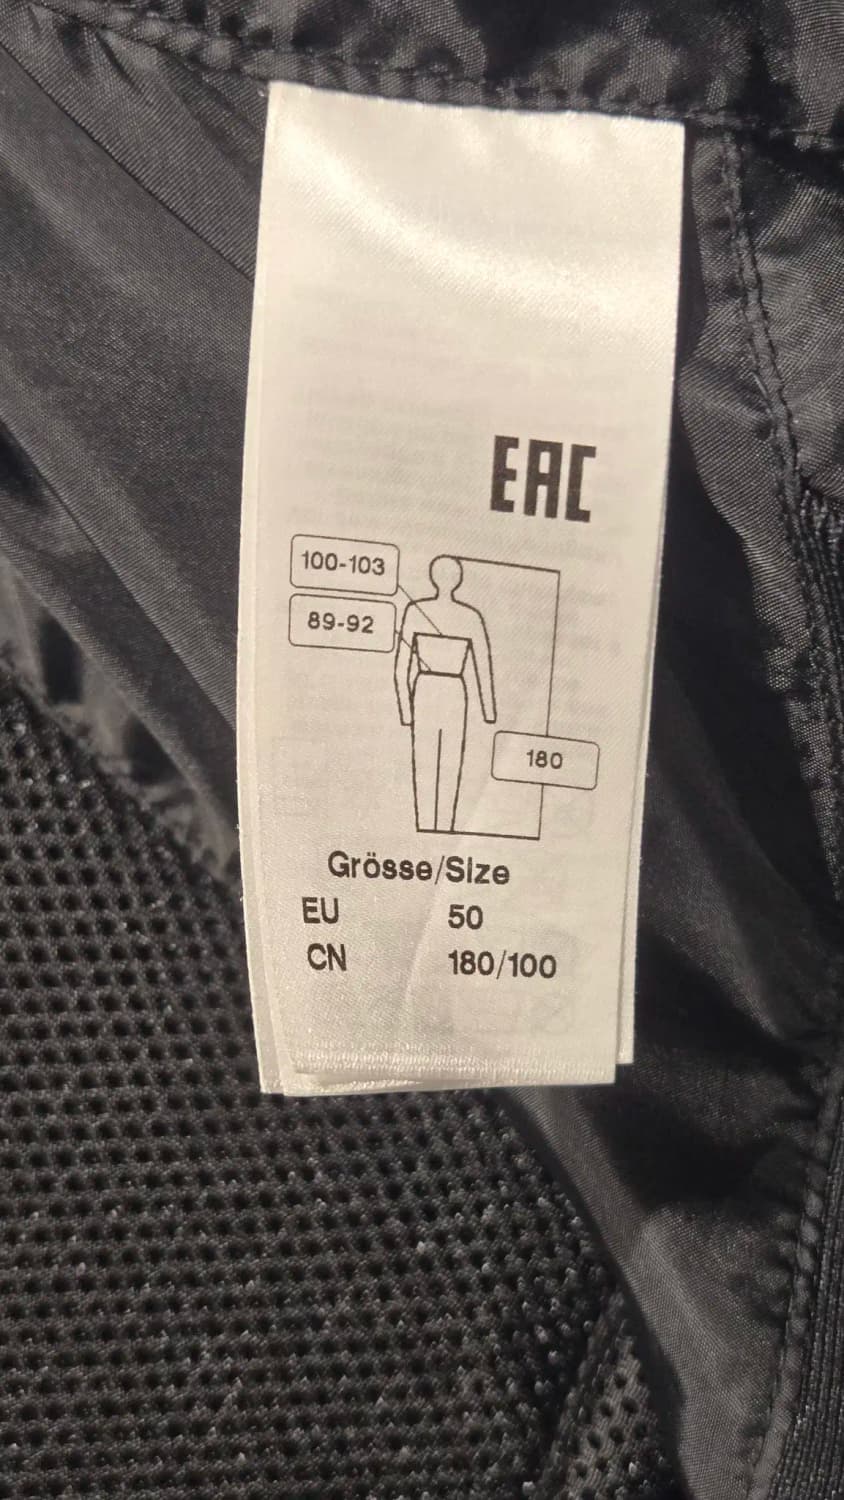 EAC
100-103
89-92
180
Grösse/Size
EU 50
CN 180/100